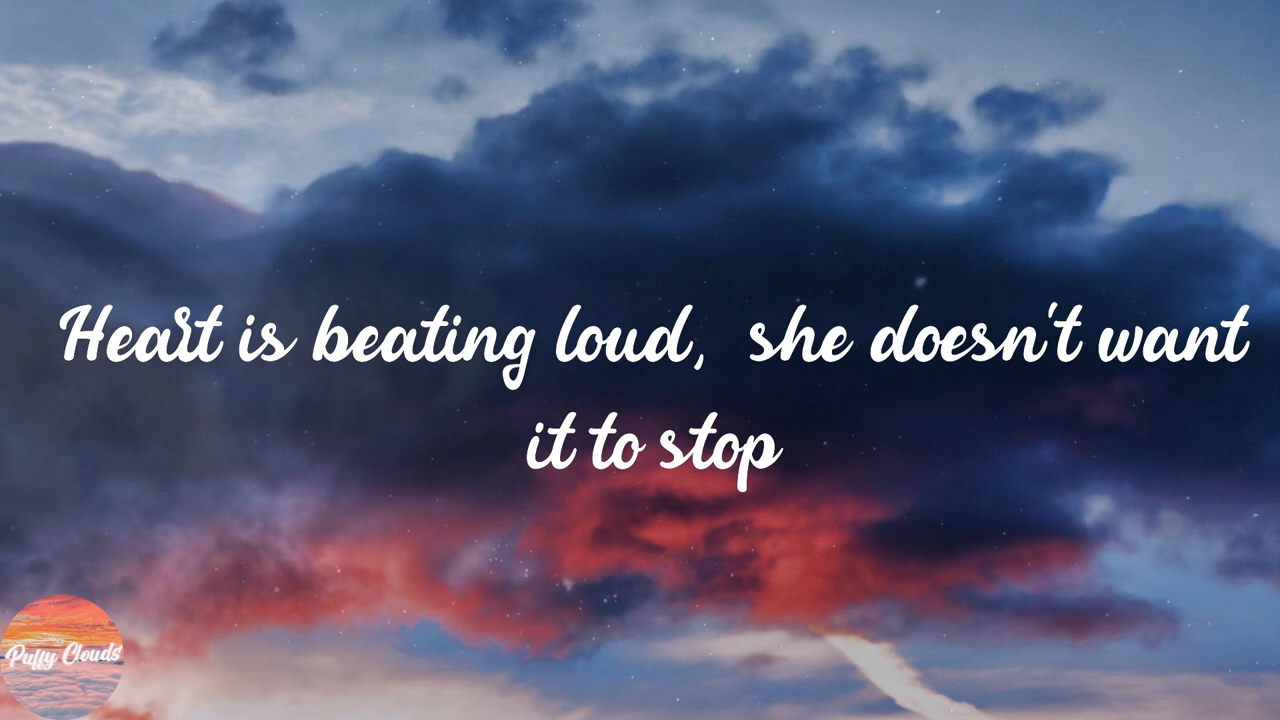 Heart is beating loud, she doesn't want
it to stop
Puffy Clouds